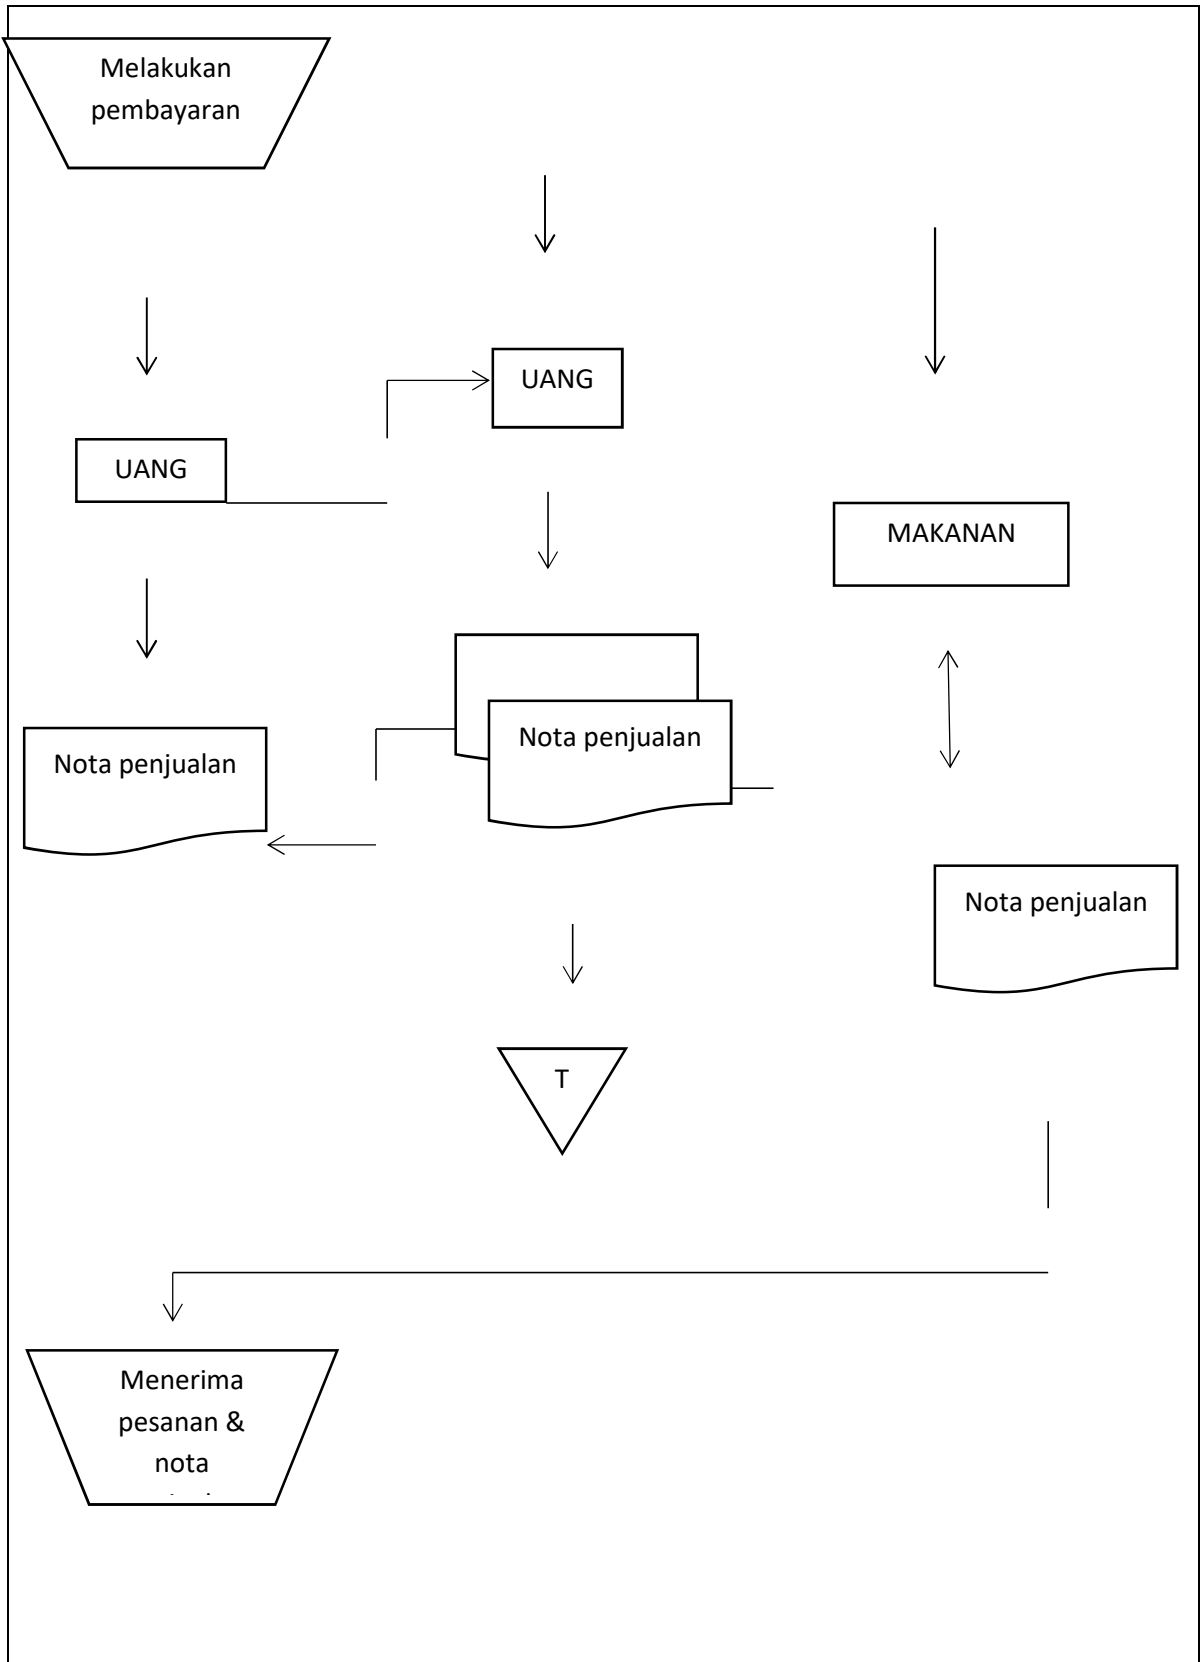 Melakukan
pembayaran
UANG
UANG
MAKANAN
Nota penjualan
Nota penjualan
Nota penjualan
T
Menerima
pesanan &
nota